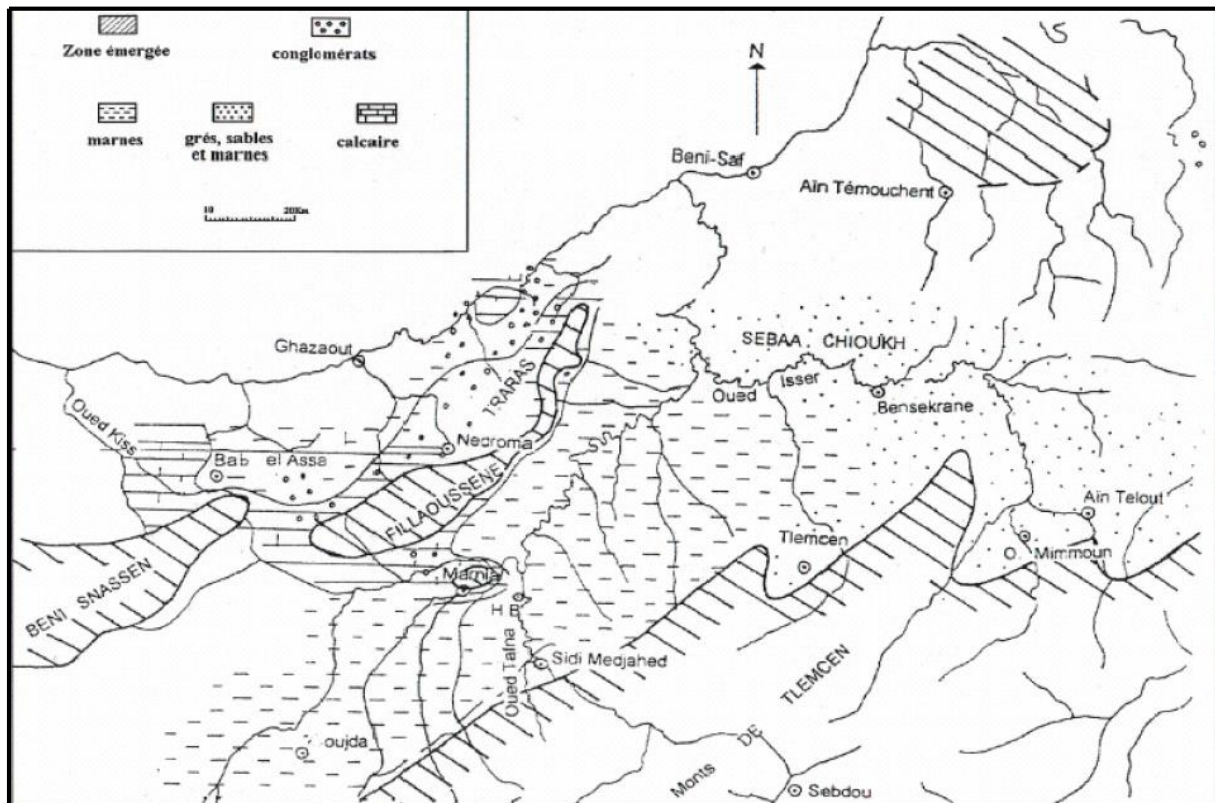 Zone émergée
conglomérats
marnes
grés, sables
et marnes
calcaire
10 20Km
N
Beni-Saf
Aïn Témouchent
Ghazaout
SEBAA CHIOUKH
TRARAS
Oued Isser
Bensekrane
Oued Kiss
Nedroma
Bab el Assa
FILLAOUSSENE
Aïn Telout
Tlemcen
O. Mimmoun
Marnia
BENI SNASSEN
H B
Sidi Medjahed
Oued Tafna
oujda
Monts DE TLEMCEN
Sebdou